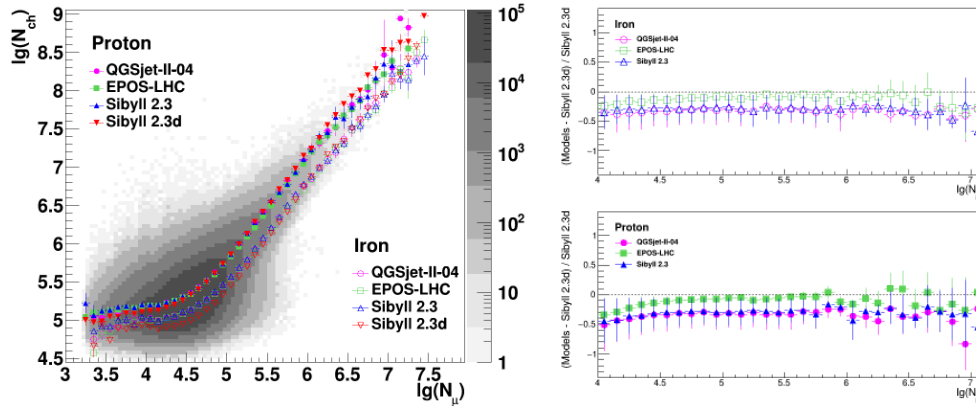 lg(N_ch)
9
8.5
8
7.5
7
6.5
6
5.5
5
4.5
Proton
QGSjet-II-04
EPOS-LHC
Sibyll 2.3
Sibyll 2.3d
Iron
QGSjet-II-04
EPOS-LHC
Sibyll 2.3
Sibyll 2.3d
3 3.5 4 4.5 5 5.5 6 6.5 7 7.5
lg(N_μ)
10^5
10^4
10^3
10^2
10
1
(Models - Sibyll 2.3d) / Sibyll 2.3d
Iron
QGSjet-II-04
EPOS-LHC
Sibyll 2.3
1
0.5
0
-0.5
-1
4 4.5 5 5.5 6 6.5 7
lg(N
(Models - Sibyll 2.3d) / Sibyll 2.3d
Proton
QGSjet-II-04
EPOS-LHC
Sibyll 2.3
1
0.5
0
-0.5
-1
4 4.5 5 5.5 6 6.5 7
lg(N